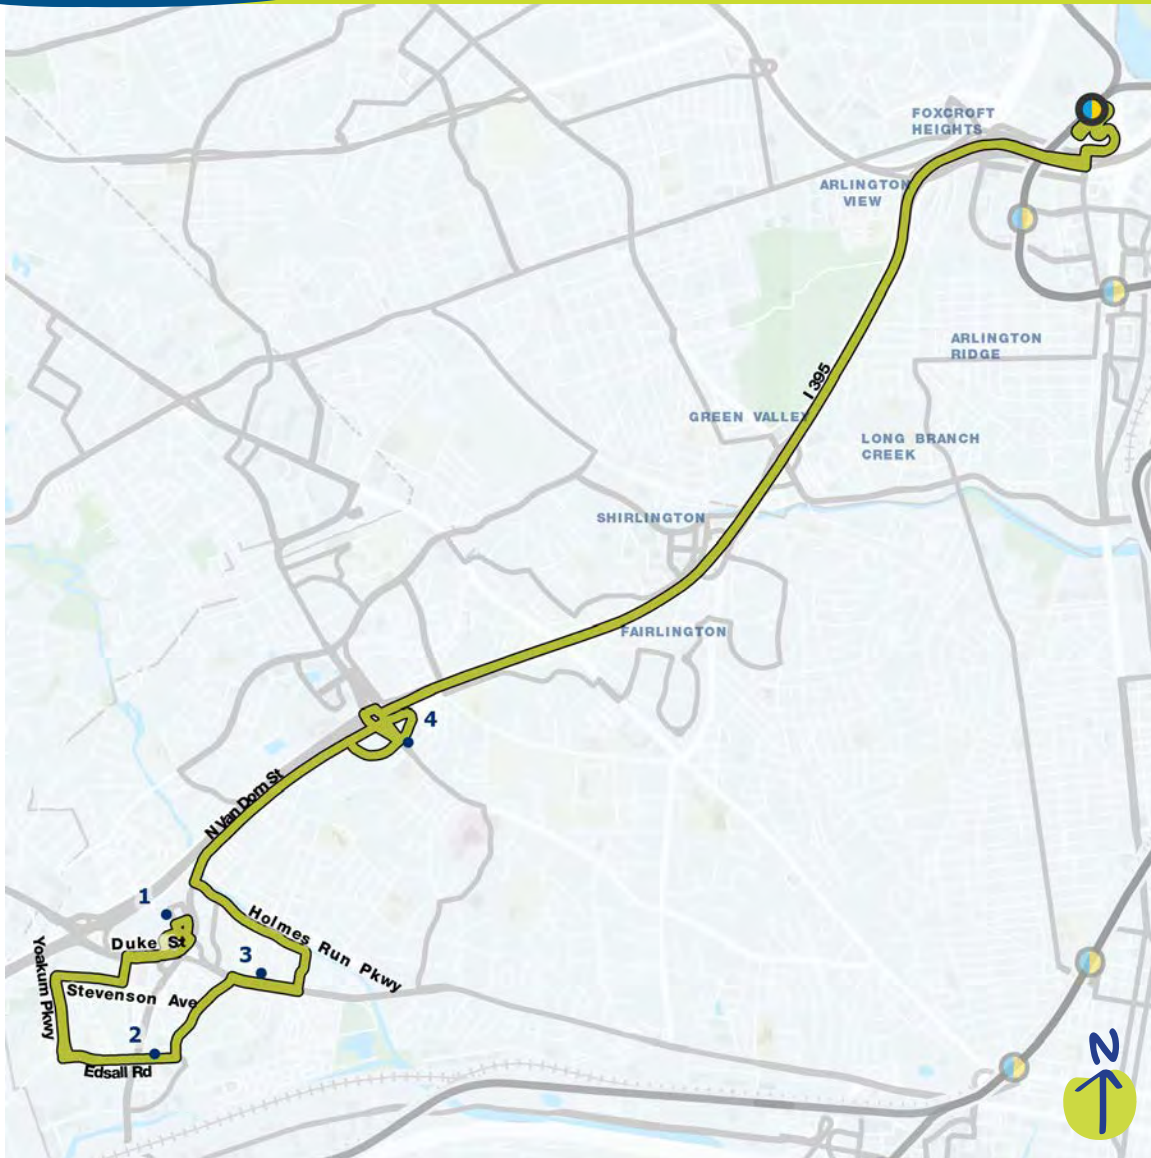 FOXCROFT
HEIGHTS
ARLINGTON
VIEW
ARLINGTON
RIDGE
I 395
GREEN VALLEY
LONG BRANCH
CREEK
SHIRLINGTON
FAIRLINGTON
4
N Van Dorn St
1
Holmes Run Pkwy
Duke St
3
Yoakum Pkwy
Stevenson Ave
2
Edsall Rd
N